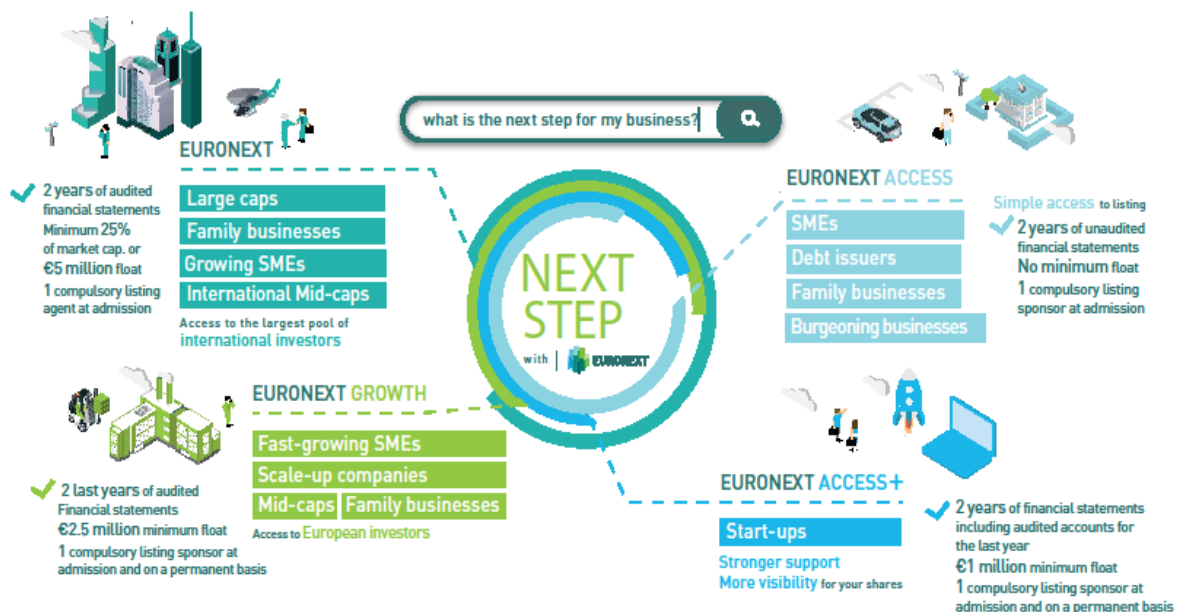 what is the next step for my business?
EURONEXT
2 years of audited
financial statements
Minimum 25%
of market cap. or
€5 million float
1 compulsory listing
agent at admission
Large caps
Family businesses
Growing SMEs
International Mid-caps
Access to the largest pool of
international investors
EURONEXT ACCESS
SMEs
Debt issuers
Family businesses
Burgeoning businesses
Simple access to listing
2 years of unaudited
financial statements
No minimum float
1 compulsory listing
sponsor at admission
NEXT
STEP
with | EURONEXT
EURONEXT GROWTH
Fast-growing SMEs
Scale-up companies
Mid-caps Family businesses
Access to European investors
2 last years of audited
Financial statements
€2.5 million minimum float
1 compulsory listing sponsor at
admission and on a permanent basis
EURONEXT ACCESS+
Start-ups
Stronger support
More visibility for your shares
2 years of financial statements
including audited accounts for
the last year
€1 million minimum float
1 compulsory listing sponsor at
admission and on a permanent basis